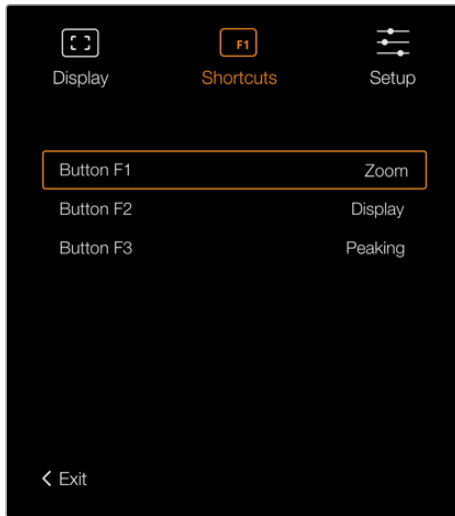 F1
Display Shortcuts Setup
Button F1 Zoom
Button F2 Display
Button F3 Peaking
Exit